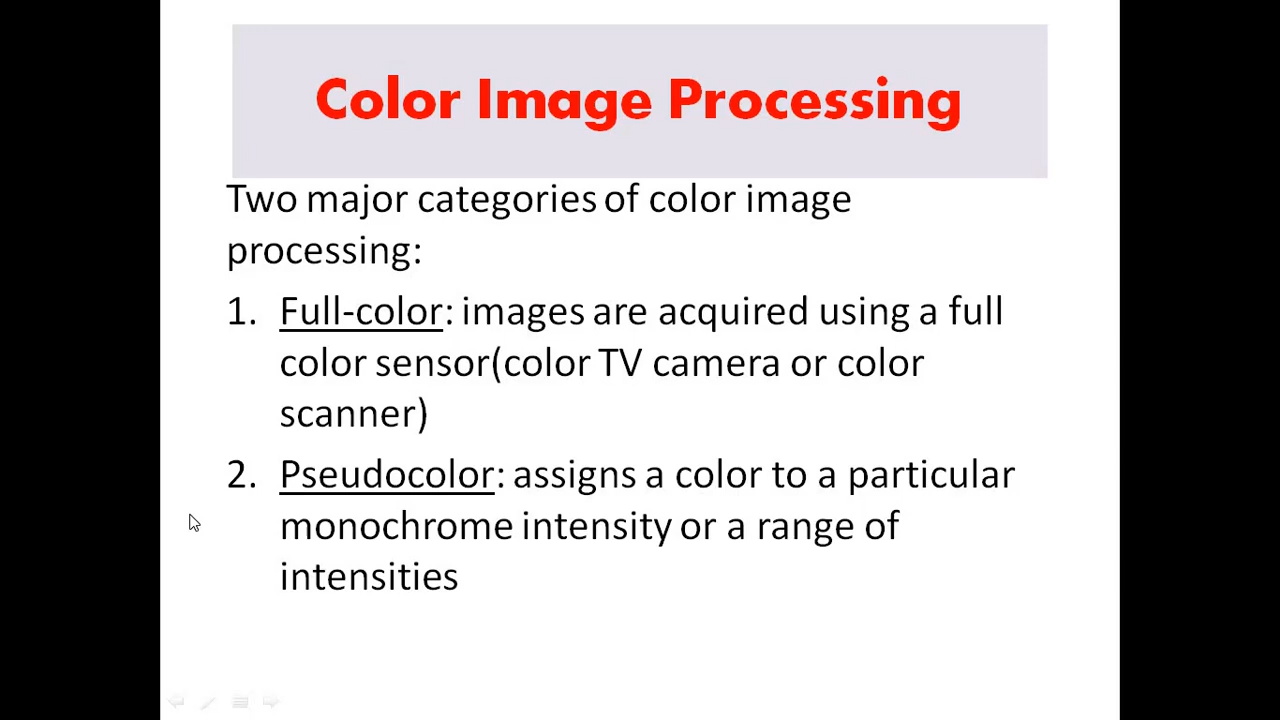 Color Image Processing
Two major categories of color image
processing:
1. Full-color: images are acquired using a full
color sensor(color TV camera or color
scanner)
2. Pseudocolor: assigns a color to a particular
monochrome intensity or a range of
intensities